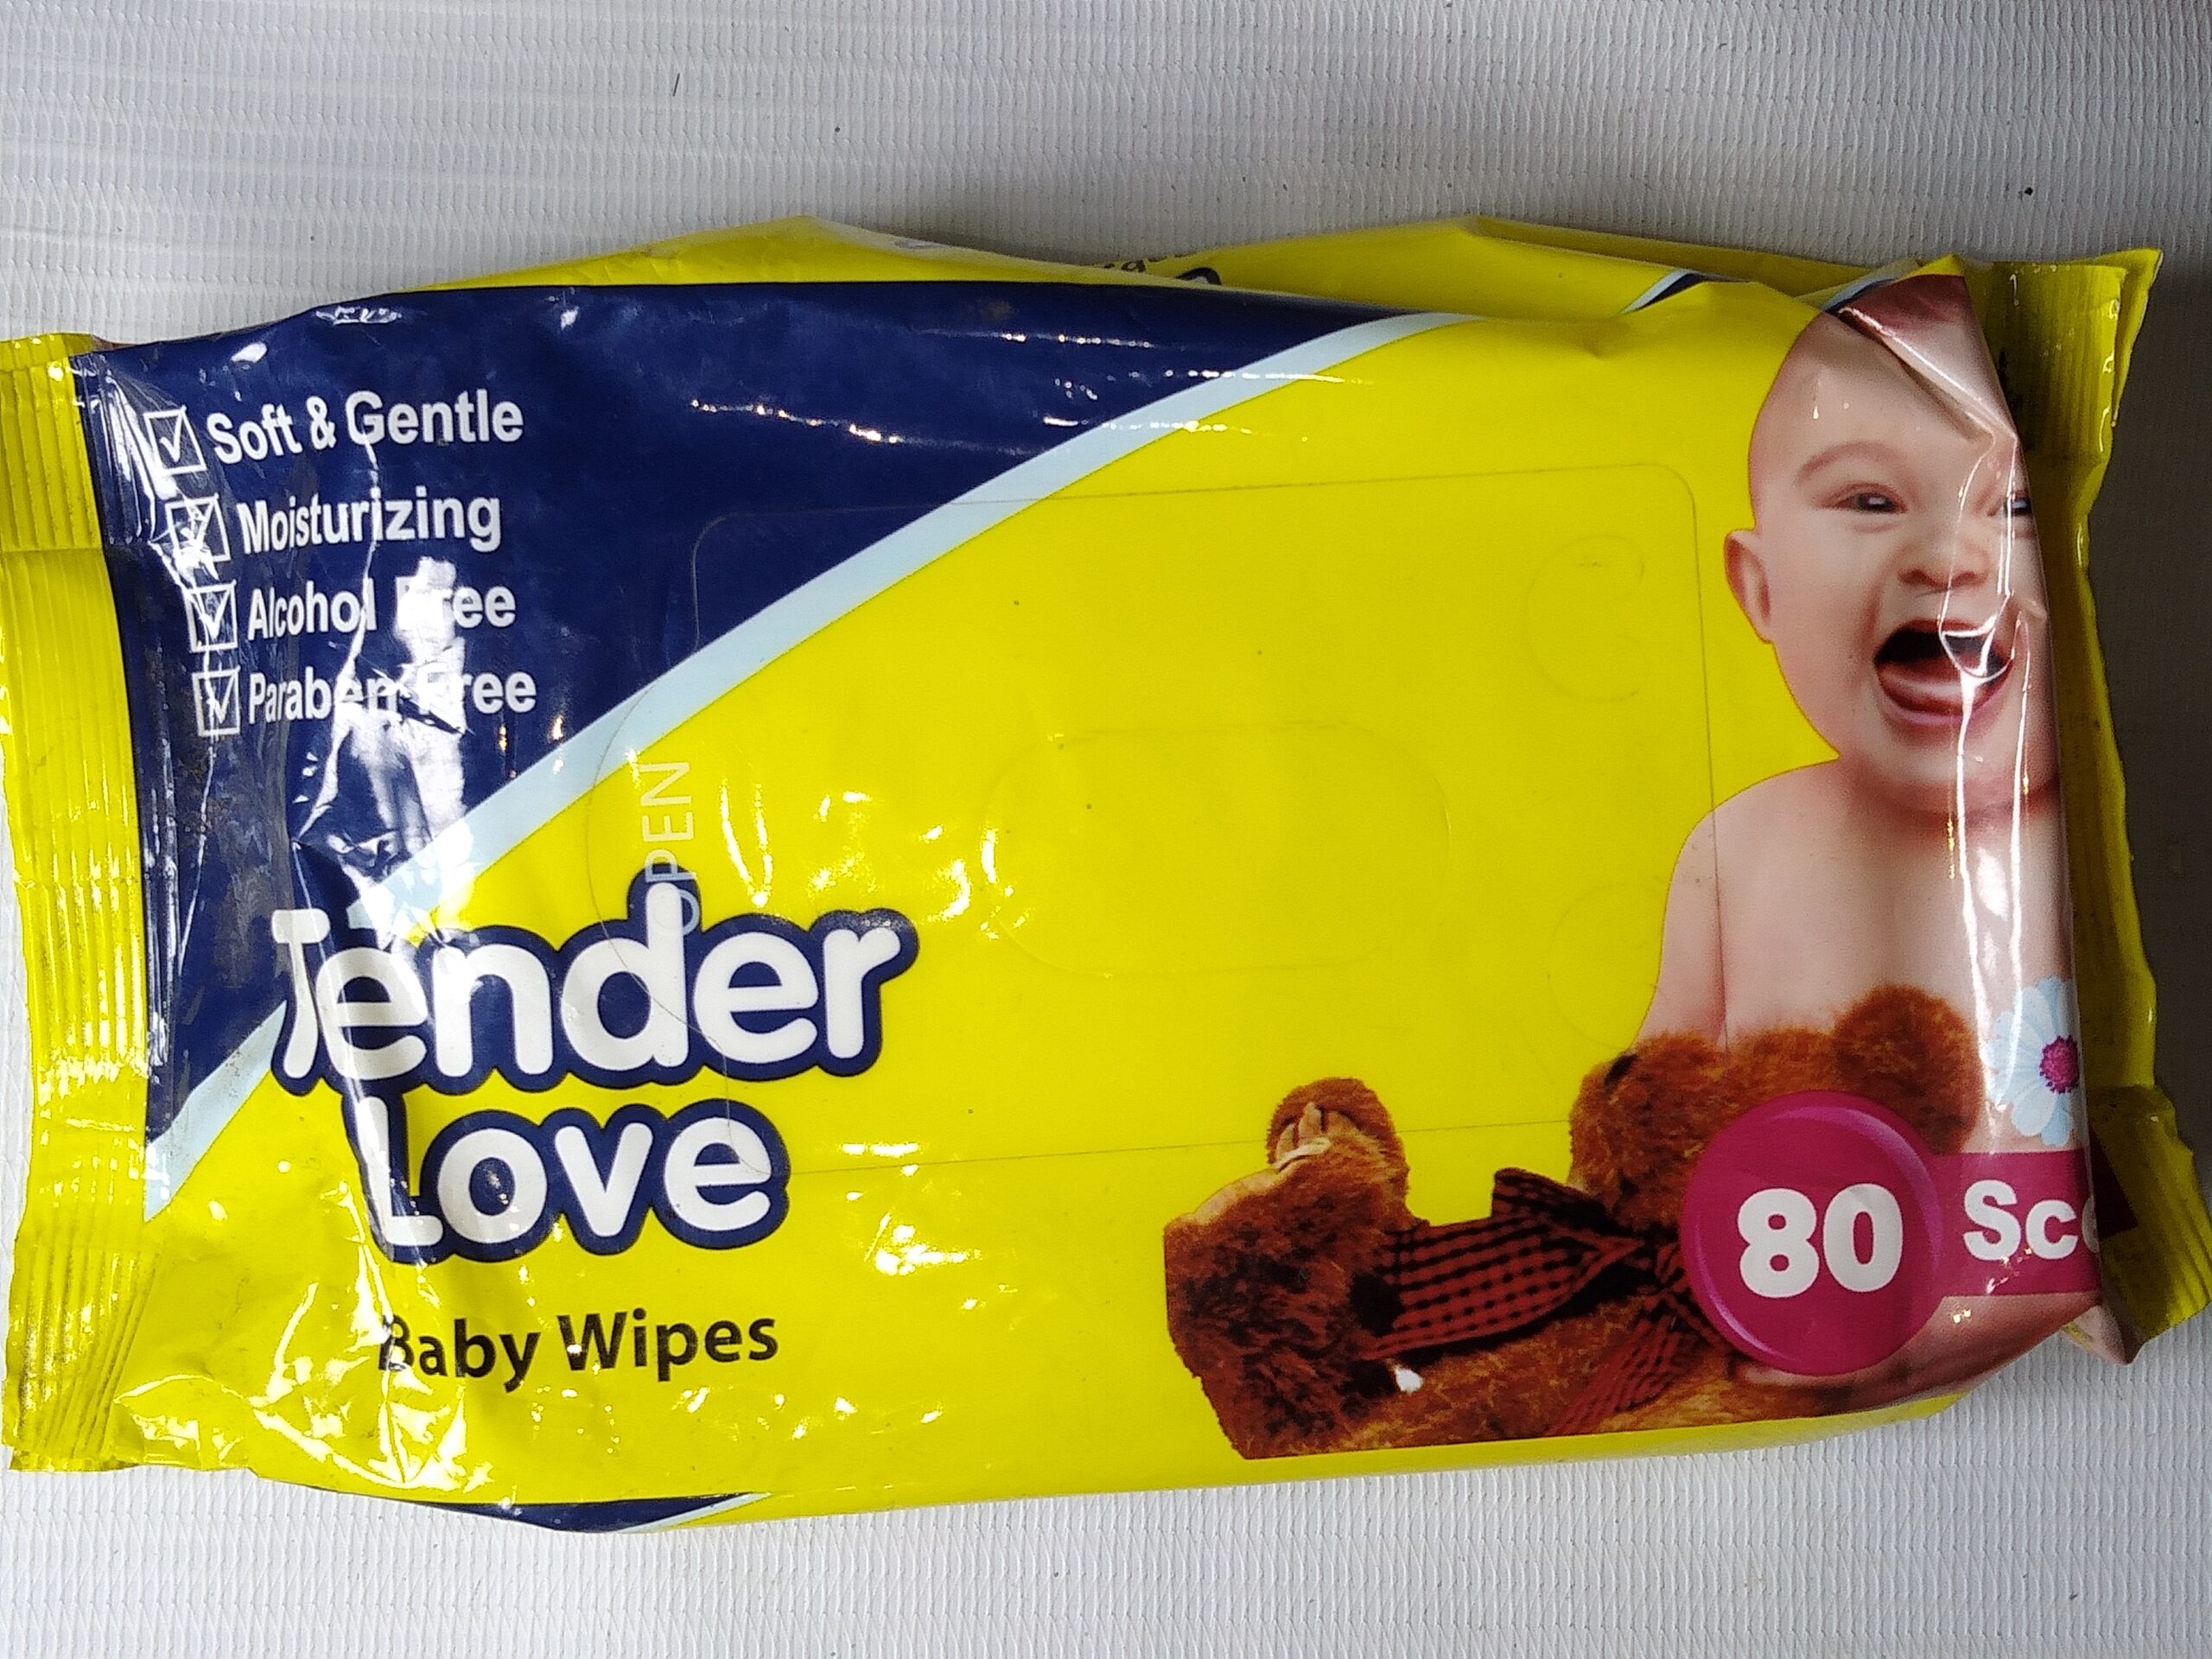 Soft & Gentle
Moisturizing
Alcohol Free
Paraben Free
OPEN
Tender
Love
Baby Wipes
80